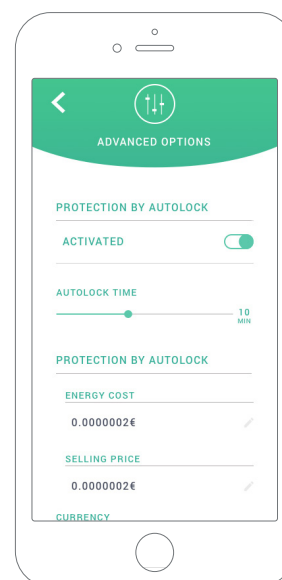 ADVANCED OPTIONS
PROTECTION BY AUTOLOCK
ACTIVATED
AUTOLOCK TIME
10
MIN
PROTECTION BY AUTOLOCK
ENERGY COST
0.0000002€
SELLING PRICE
0.0000002€
CURRENCY